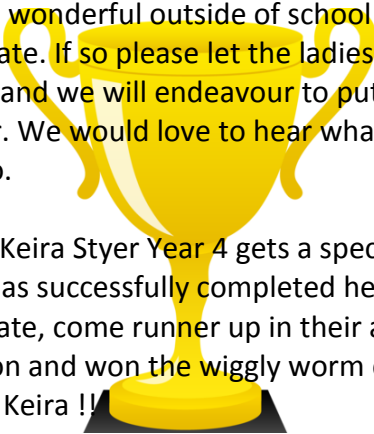 wonderful outside of school
ate. If so please let the ladies
and we will endeavour to put
. We would love to hear wha
.
Keira Styer Year 4 gets a spec
as successfully completed he
ate, come runner up in their a
on and won the wiggly worm
Keira !!